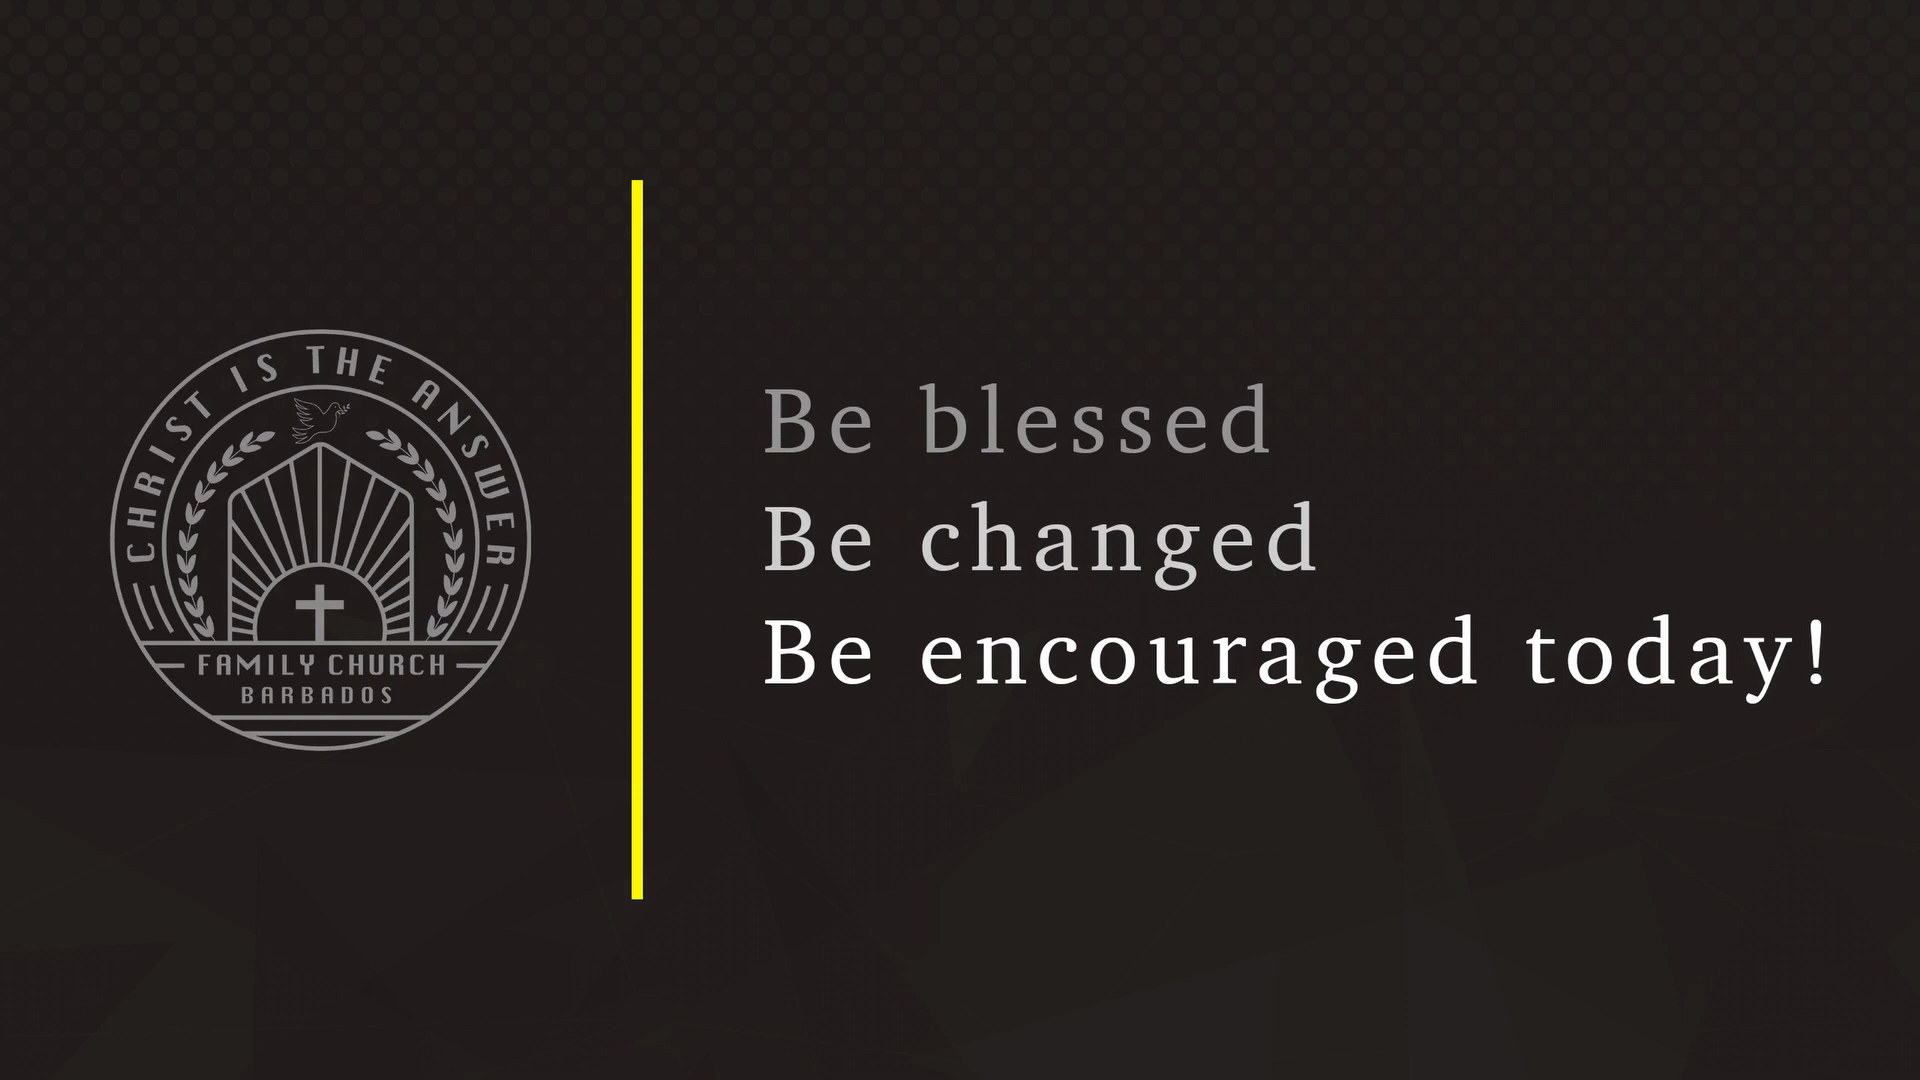 CHRIST IS THE ANSWER
FAMILY CHURCH
BARBADOS
Be blessed
Be changed
Be encouraged today!